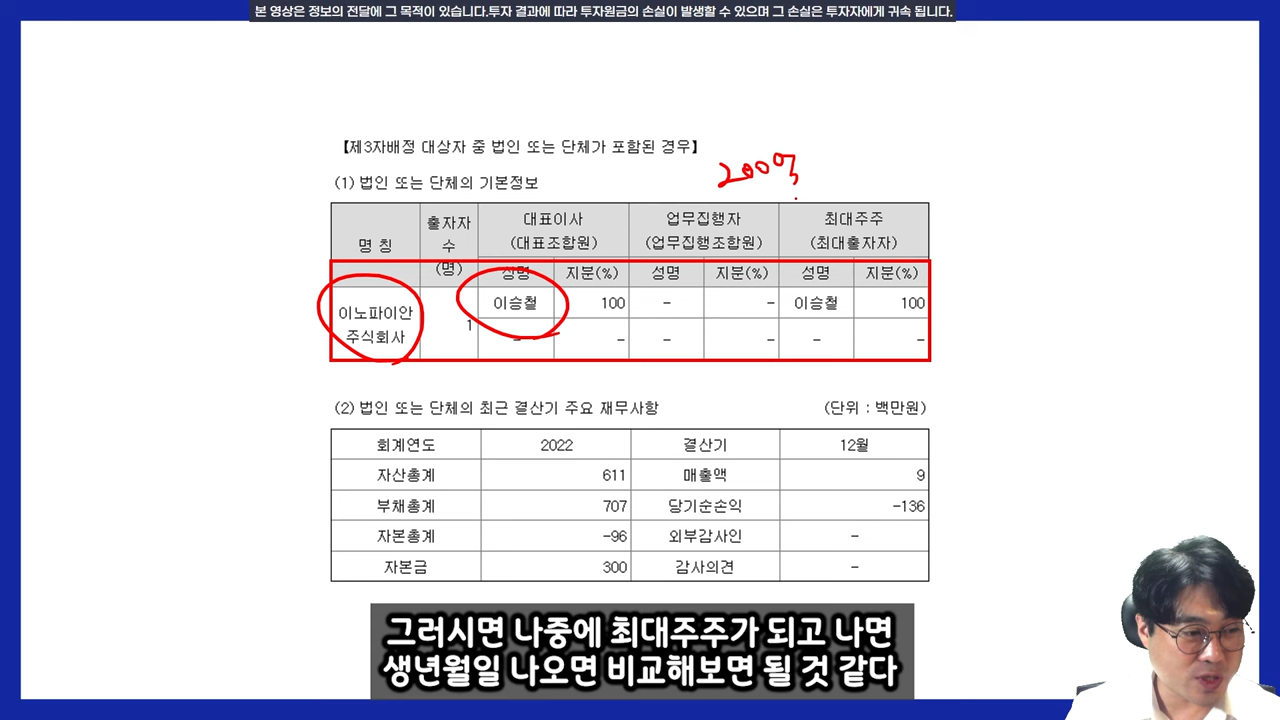 본 영상은 정보의 전달에 그 목적이 있습니다.투자 결과에 따라 투자원금의 손실이 발생할 수 있으며 그 손실은 투자자에게 귀속 됩니다.
【제3자배정 대상자 중 법인 또는 단체가 포함된 경우】
200억
(1) 법인 또는 단체의 기본정보
명 칭 출자자 수 (명) 대표이사 (대표조합원) 업무집행자 (업무집행조합원) 최대주주 (최대출자자)
성명 지분(%) 성명 지분(%) 성명 지분(%)
이노파이안 주식회사 1 이승철 100 - - 이승철 100
- - - - - -
(2) 법인 또는 단체의 최근 결산기 주요 재무사항 (단위 : 백만원)
회계연도 2022 결산기 12월
자산총계 611 매출액 9
부채총계 707 당기순손익 -136
자본총계 -96 외부감사인 -
자본금 300 감사의견 -
그러시면 나중에 최대주주가 되고 나면
생년월일 나오면 비교해보면 될 것 같다